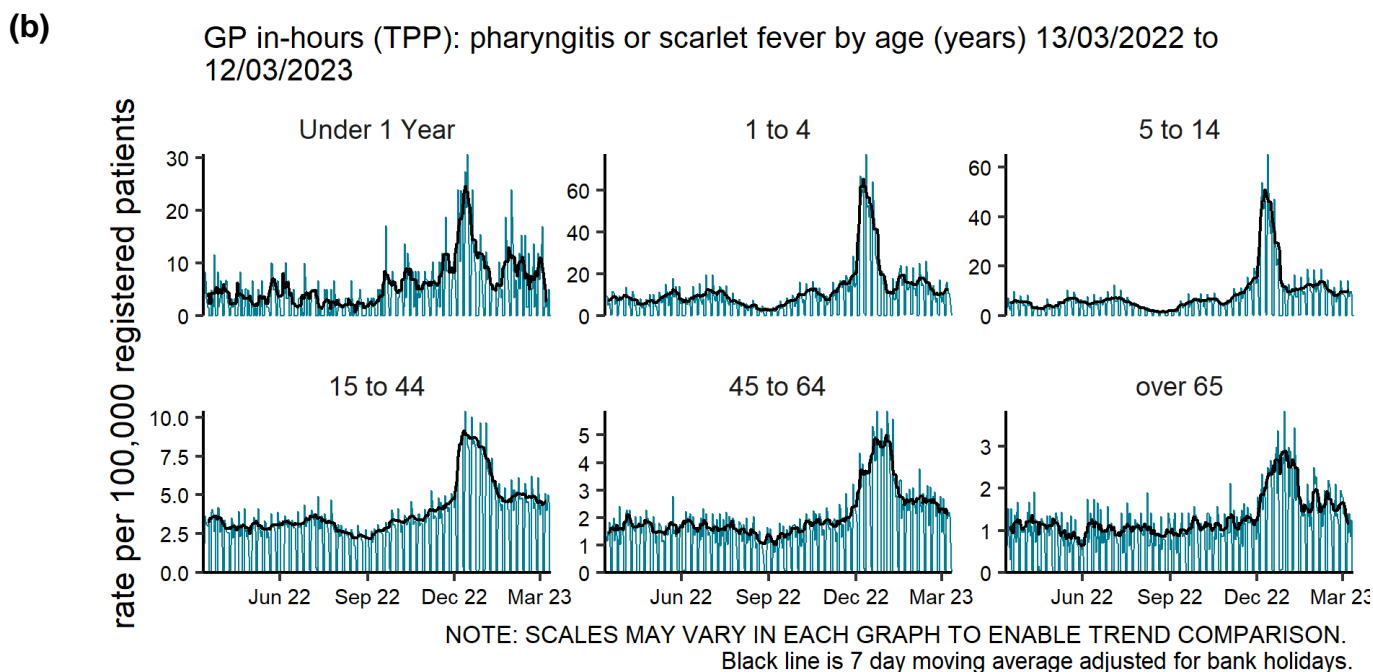 (b)
GP in-hours (TPP): pharyngitis or scarlet fever by age (years) 13/03/2022 to
12/03/2023
rate per 100,000 registered patients
Under 1 Year
30
20
10
0
1 to 4
60
40
20
0
5 to 14
60
40
20
0
15 to 44
10.0
7.5
5.0
2.5
0.0
Jun 22 Sep 22 Dec 22 Mar 23
45 to 64
5
4
3
2
1
0
Jun 22 Sep 22 Dec 22 Mar 23
over 65
3
2
1
0
Jun 22 Sep 22 Dec 22 Mar 23
NOTE: SCALES MAY VARY IN EACH GRAPH TO ENABLE TREND COMPARISON.
Black line is 7 day moving average adjusted for bank holidays.